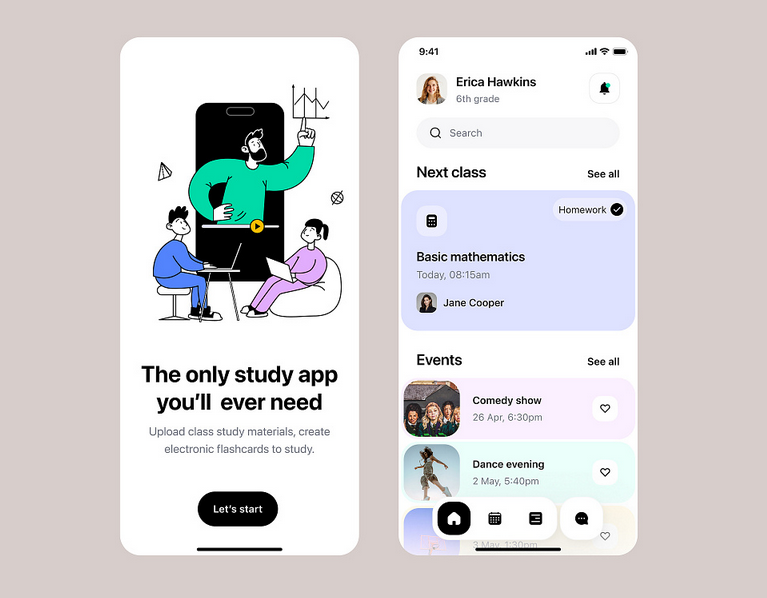 The only study app
you'll ever need
Upload class study materials, create
electronic flashcards to study.
Let's start
9:41
Erica Hawkins
6th grade
Search
Next class
See all
Homework
Basic mathematics
Today, 08:15am
Jane Cooper
Events
See all
Comedy show
26 Apr, 6:30pm
Dance evening
2 May, 5:40pm
3 May, 1:30pm